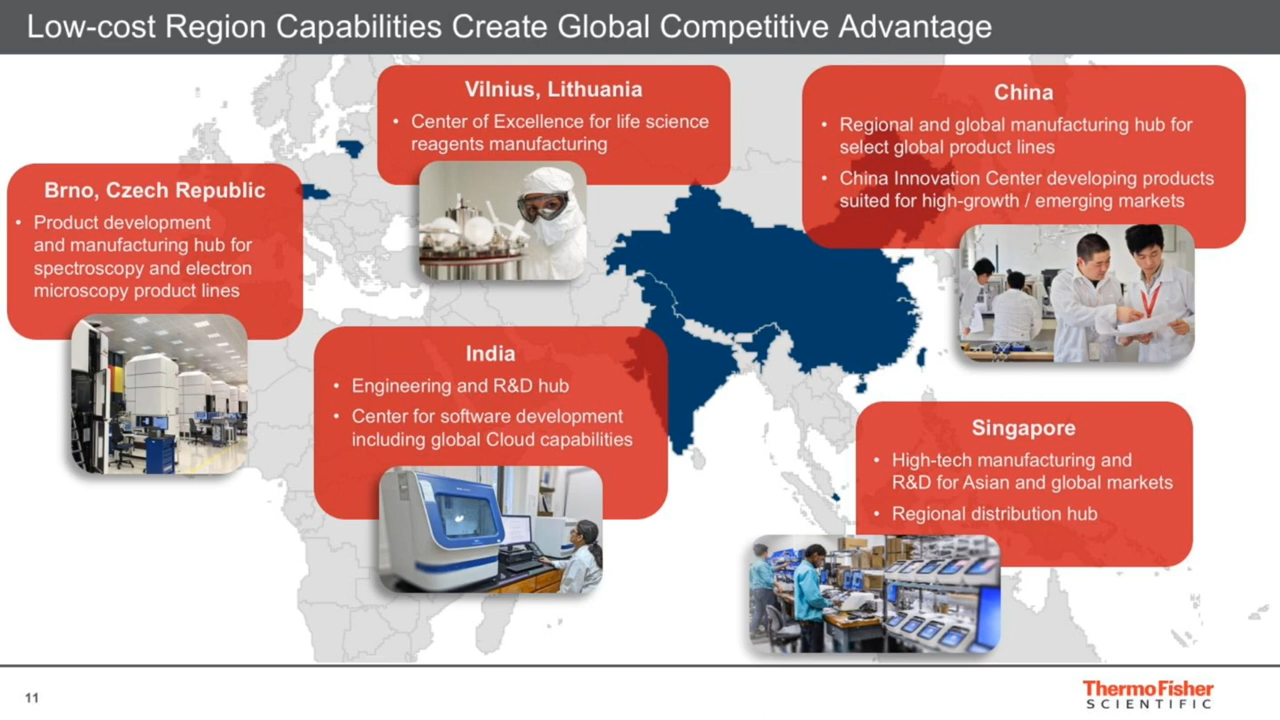 Low-cost Region Capabilities Create Global Competitive Advantage
Vilnius, Lithuania
• Center of Excellence for life science
reagents manufacturing
China
• Regional and global manufacturing hub for
select global product lines
• China Innovation Center developing products
suited for high-growth / emerging markets
Brno, Czech Republic
• Product development
and manufacturing hub for
spectroscopy and electron
microscopy product lines
India
• Engineering and R&D hub
• Center for software development
including global Cloud capabilities
Singapore
• High-tech manufacturing and
R&D for Asian and global markets
• Regional distribution hub
11
ThermoFisher
SCIENTIFIC